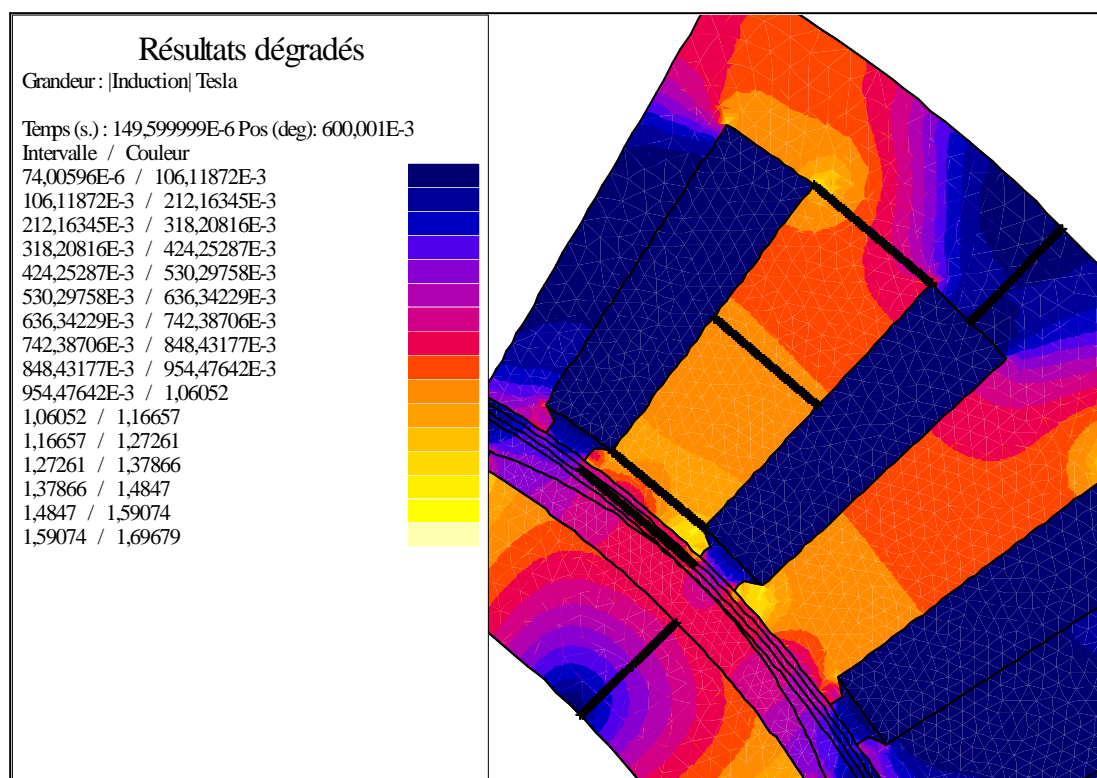 Résultats dégradés
Grandeur : |Induction| Tesla
Temps (s.) : 149,599999E-6 Pos (deg): 600,001E-3
Intervalle / Couleur
74,00596E-6 / 106,11872E-3
106,11872E-3 / 212,16345E-3
212,16345E-3 / 318,20816E-3
318,20816E-3 / 424,25287E-3
424,25287E-3 / 530,29758E-3
530,29758E-3 / 636,34229E-3
636,34229E-3 / 742,38706E-3
742,38706E-3 / 848,43177E-3
848,43177E-3 / 954,47642E-3
954,47642E-3 / 1,06052
1,06052 / 1,16657
1,16657 / 1,27261
1,27261 / 1,37866
1,37866 / 1,4847
1,4847 / 1,59074
1,59074 / 1,69679